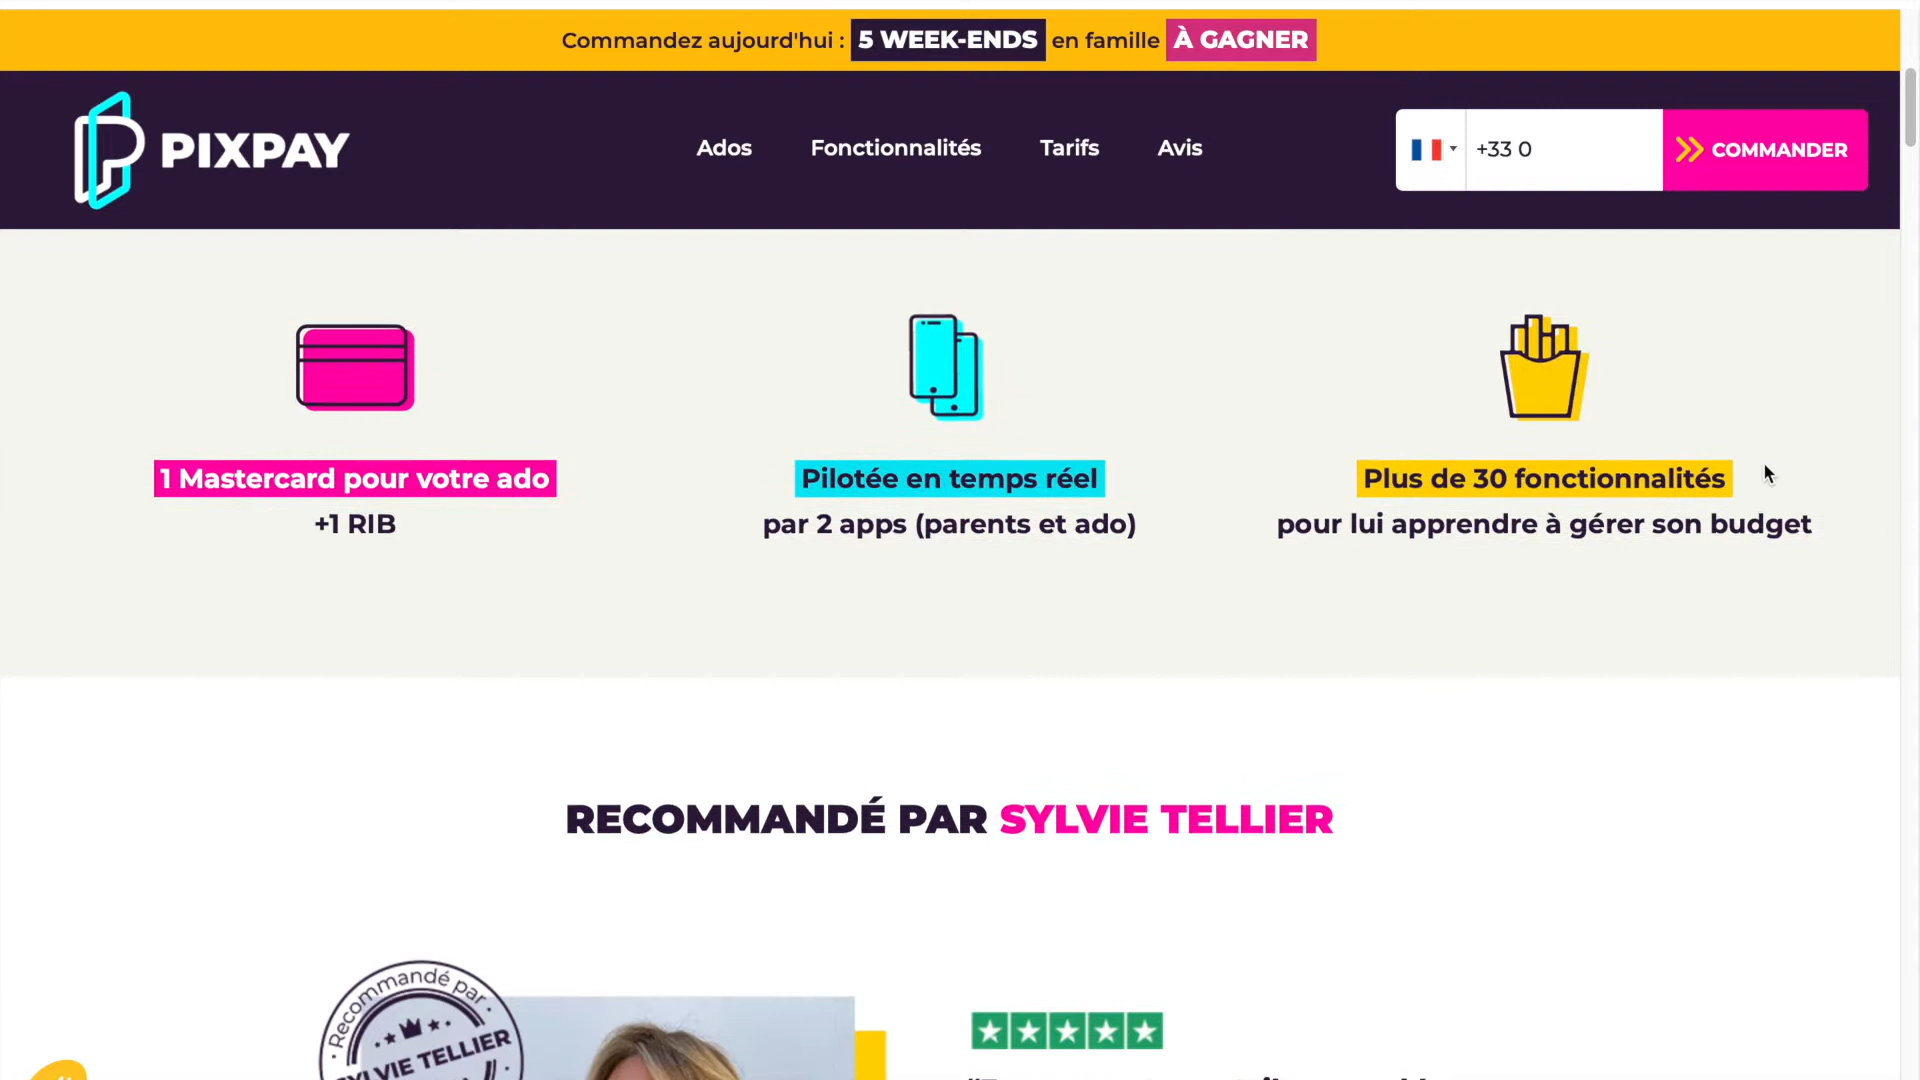 Commandez aujourd'hui : 5 WEEK-ENDS en famille À GAGNER
PIXPAY
Ados
Fonctionnalités
Tarifs
Avis
+33 0
COMMANDER
1 Mastercard pour votre ado
+1 RIB
Pilotée en temps réel
par 2 apps (parents et ado)
Plus de 30 fonctionnalités
pour lui apprendre à gérer son budget
RECOMMANDÉ PAR SYLVIE TELLIER
Recommandé par
SYLVIE TELLIER